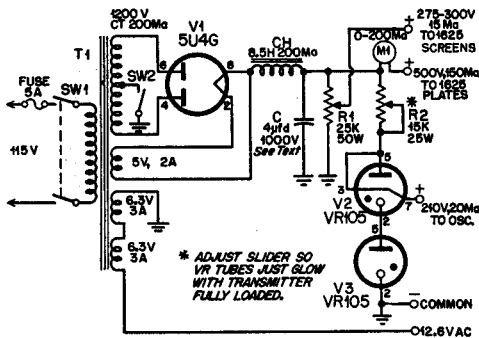 1200 V
CT 200Ma
T1
FUSE
5A
SW1
115V
SW2
V1
5U4G
6
4
8
2
5V, 2A
6.3V
3A
6.3V
3A
CH
8.5H 200Ma
C
4µfd
1000V
See Text
R1
25K
50W
0-200Ma
M1
+
275-300V
15 Ma
TO 1625
SCREENS
+
500V,150Ma
TO 1625
PLATES
*
R2
15K
25W
5
3
7
2
V2
VR105
+
210V,20Ma
TO OSC.
5
2
V3
VR105
−
COMMON
12.6V AC
* ADJUST SLIDER SO
VR TUBES JUST GLOW
WITH TRANSMITTER
FULLY LOADED.